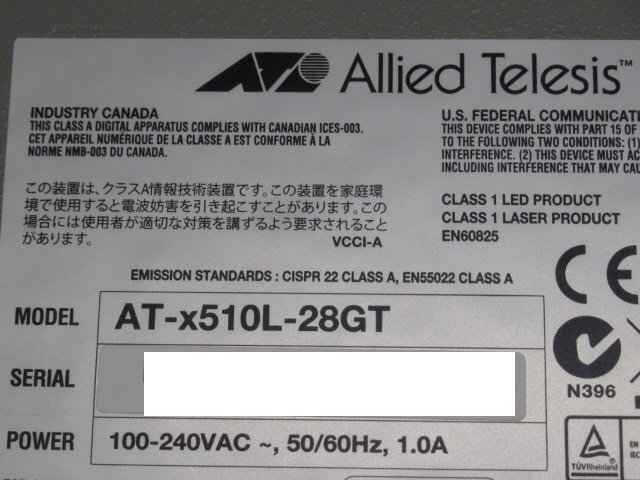 Allied Telesis™
INDUSTRY CANADA
THIS CLASS A DIGITAL APPARATUS COMPLIES WITH CANADIAN ICES-003.
CET APPAREIL NUMÉRIQUE DE LA CLASSE A EST CONFORME À LA
NORME NMB-003 DU CANADA.
U.S. FEDERAL
THIS DEVICE COMPLIES WITH PART 15 OF
TO THE FOLLOWING TWO CONDITIONS: (1)
INTERFERENCE. (2) THIS DEVICE MUST
INCLUDING INTERFERENCE THAT MAY
この装置は、クラスA情報技術装置です。この装置を家庭環
境で使用すると電波妨害を引き起こすことがあります。この
場合には使用者が適切な対策を講ずるよう要求されること
があります。
VCCI-A
CLASS 1 LED PRODUCT
CLASS 1 LASER PRODUCT
EN60825
EMISSION STANDARDS : CISPR 22 CLASS A, EN55022 CLASS A
CE
MODEL AT-x510L-28GT
SERIAL
N396
POWER 100-240VAC ~, 50/60Hz, 1.0A
TÜVRheinland
EN
IEC